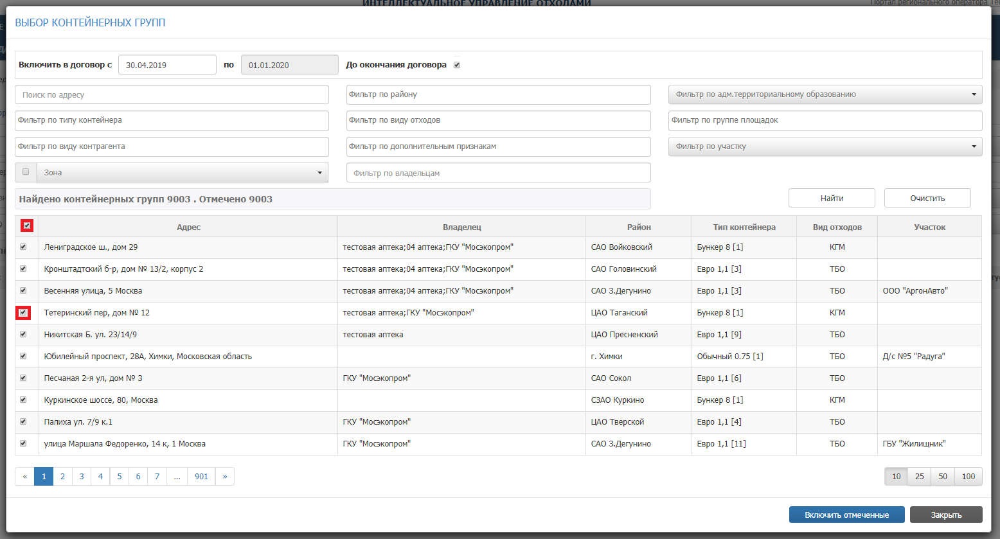 ИНТЕЛЛЕКТУАЛЬНОЕ УПРАВЛЕНИЕ ОТХОДАМИ
Портал регионального оператора
ВЫБОР КОНТЕЙНЕРНЫХ ГРУПП
Включить в договор с 30.04.2019 по 01.01.2020 До окончания договора
Поиск по адресу Фильтр по району Фильтр по адм.территориальному образованию
Фильтр по типу контейнера Фильтр по виду отходов Фильтр по группе площадок
Фильтр по виду контрагента Фильтр по дополнительным признакам Фильтр по участку
Зона Фильтр по владельцам
Найдено контейнерных групп 9003 . Отмечено 9003 Найти Очистить
Адрес Владелец Район Тип контейнера Вид отходов Участок
Лениградское ш., дом 29 тестовая аптека;04 аптека;ГКУ "Мосэкопром" САО Войковский Бункер 8 [1] КГМ
Кронштадтский б-р, дом № 13/2, корпус 2 тестовая аптека;04 аптека;ГКУ "Мосэкопром" САО Головинский Евро 1,1 [3] ТБО
Весенняя улица, 5 Москва тестовая аптека;04 аптека;ГКУ "Мосэкопром" САО З.Дегунино Евро 1,1 [3] ТБО ООО "АргонАвто"
Тетеринский пер, дом № 12 тестовая аптека;ГКУ "Мосэкопром" ЦАО Таганский Бункер 8 [1] КГМ
Никитская Б. ул. 23/14/9 тестовая аптека ЦАО Пресненский Евро 1,1 [9] ТБО
Юбилейный проспект, 28А, Химки, Московская область г. Химки Обычный 0.75 [1] ТБО Д/с №5 "Радуга"
Песчаная 2-я ул, дом № 3 ГКУ "Мосэкопром" САО Сокол Евро 1,1 [6] ТБО
Куркинское шоссе, 80, Москва СЗАО Куркино Бункер 8 [1] КГМ
Палиха ул. 7/9 к.1 ГКУ "Мосэкопром" ЦАО Тверской Евро 1,1 [4] ТБО
улица Маршала Федоренко, 14 к, 1 Москва ГКУ "Мосэкопром" САО З.Дегунино Евро 1,1 [11] ТБО ГБУ "Жилищник"
« 1 2 3 4 5 6 7 ... 901 » 10 25 50 100
Включить отмеченные Закрыть